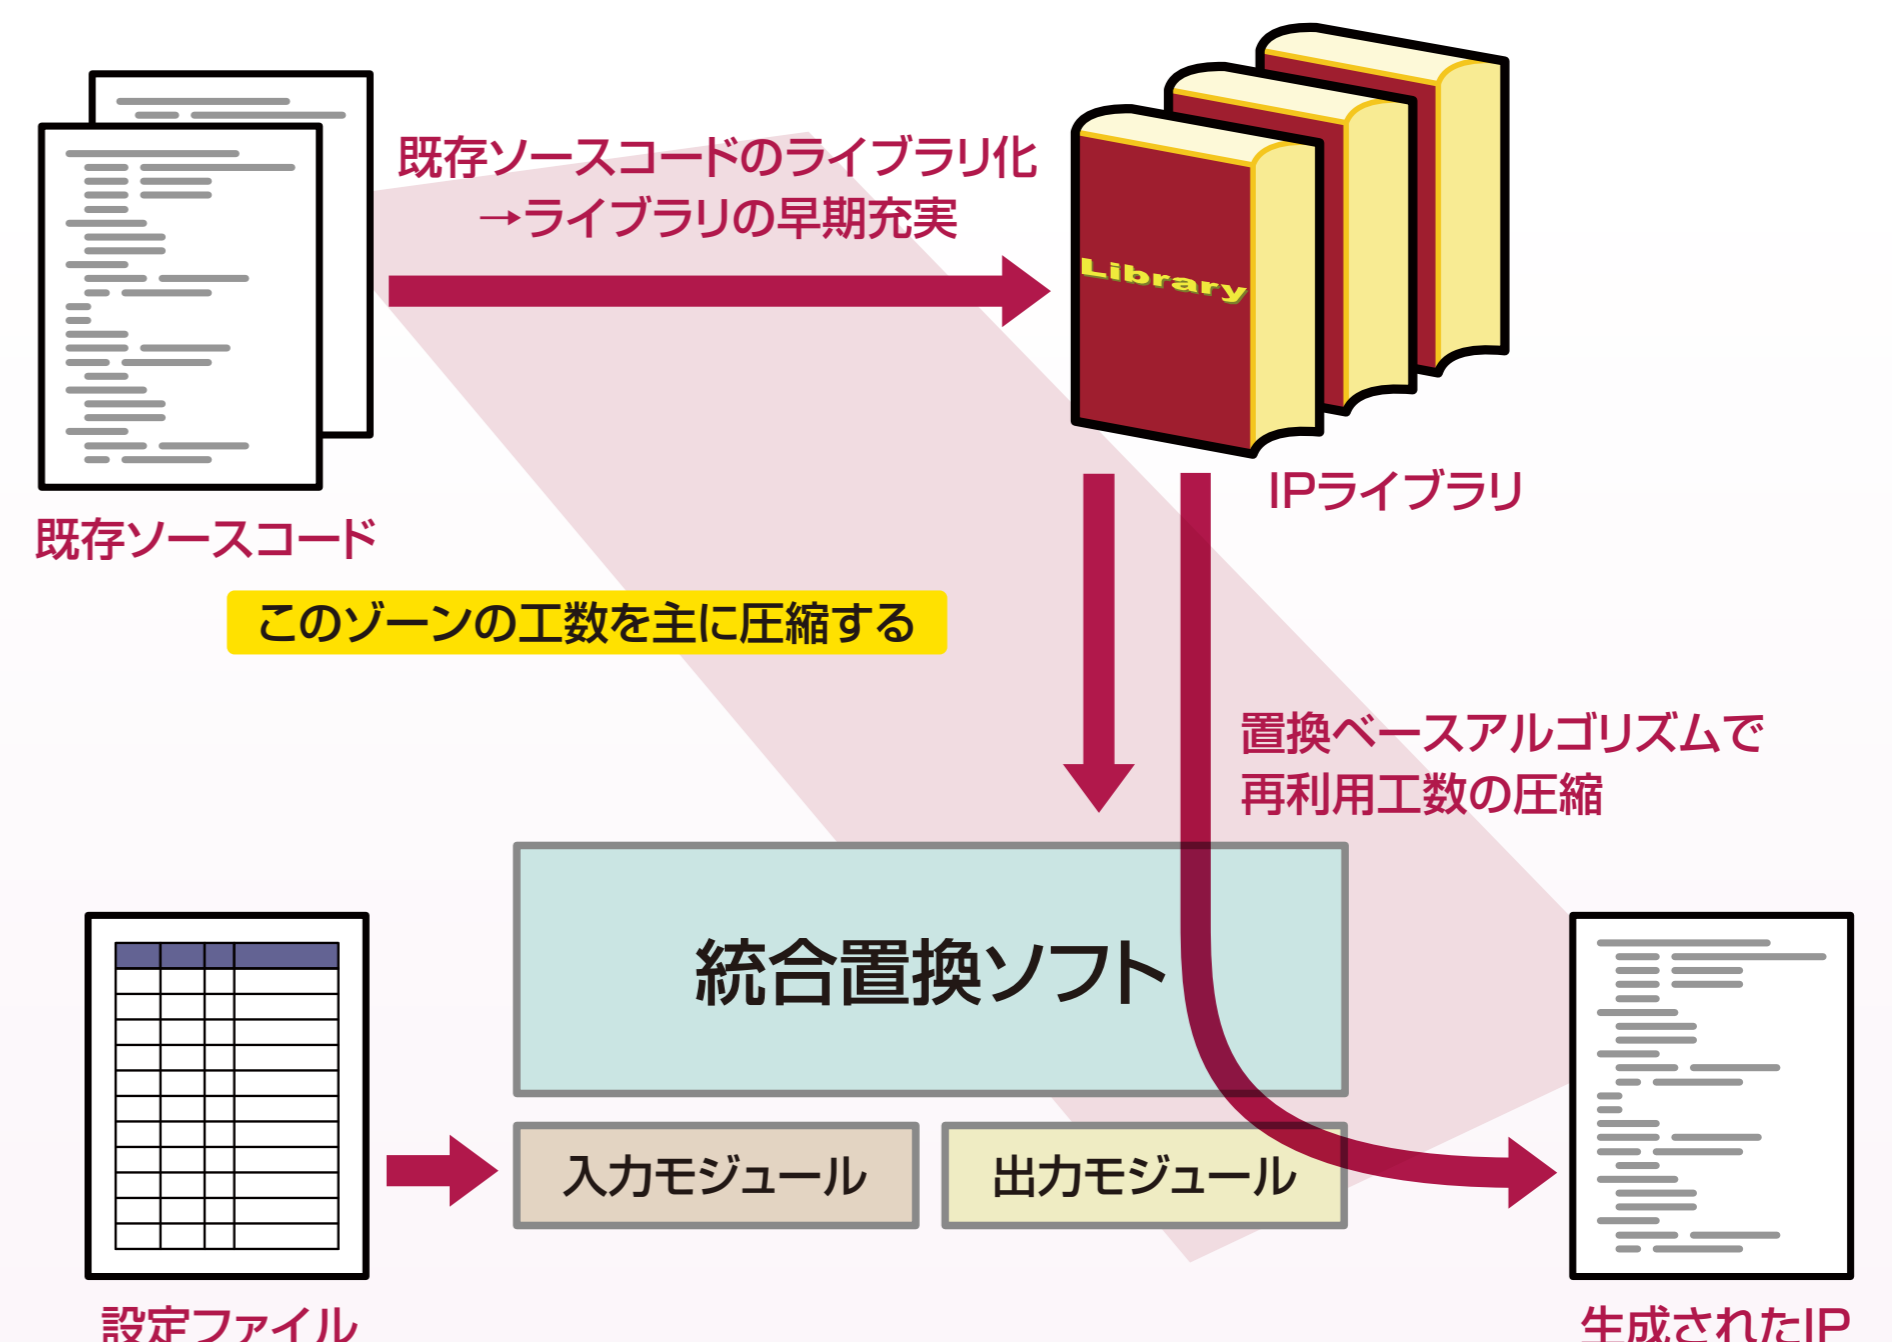 既存ソースコードのライブラリ化
→ライブラリの早期充実
Library
IPライブラリ
既存ソースコード
このゾーンの工数を主に圧縮する
置換ベースアルゴリズムで
再利用工数の圧縮
統合置換ソフト
入力モジュール
出力モジュール
設定ファイル
生成されたIP